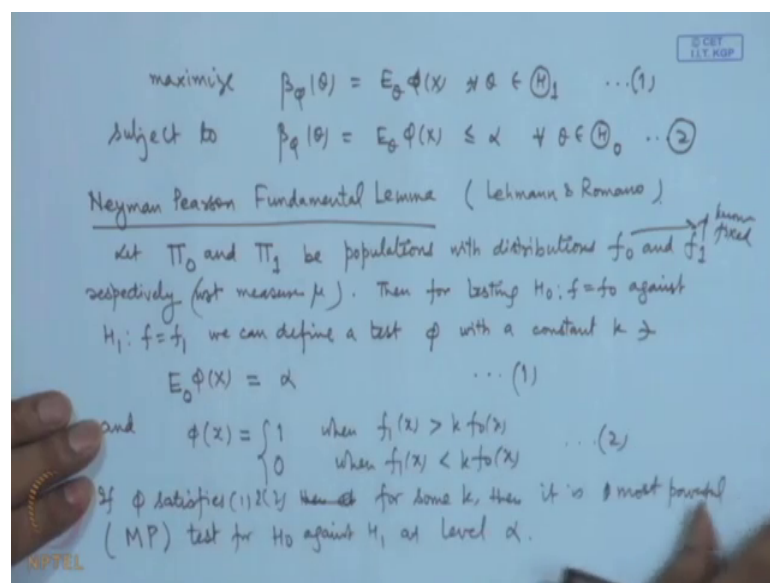 © CET
I.I.T. KGP
maximize β_φ(θ) = E_θ φ(X) ∀ θ ∈ Ⓗ_1 ...(1)
subject to β_φ(θ) = E_θ φ(X) ≤ α ∀ θ ∈ Ⓗ_0 ..②
Neyman Pearson Fundamental Lemma (Lehmann & Romano)
known
fixed
Let Π_0 and Π_1 be populations with distributions f_0 and f_1
respectively (wrt measure μ). Then for testing H_0: f=f_0 against
H_1: f=f_1 we can define a test φ with a constant k ∋
E_0 φ(X) = α ...(1)
and φ(x) = { 1 when f_1(x) > k f_0(x)
0 when f_1(x) < k f_0(x) ...(2)
If φ satisfies (1) & (2) for some k, then it is most powerful
(MP) test for H_0 against H_1 at level α.
NPTEL